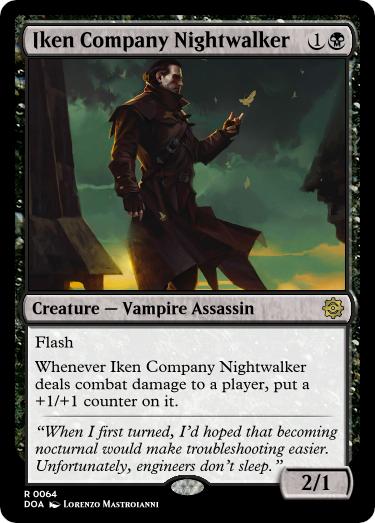 Iken Company Nightwalker 1
Creature — Vampire Assassin
Flash
Whenever Iken Company Nightwalker
deals combat damage to a player, put a
+1/+1 counter on it.
“When I first turned, I’d hoped that becoming
nocturnal would make troubleshooting easier.
Unfortunately, engineers don’t sleep.”
2/1
R 0064
DOA Lorenzo Mastroianni